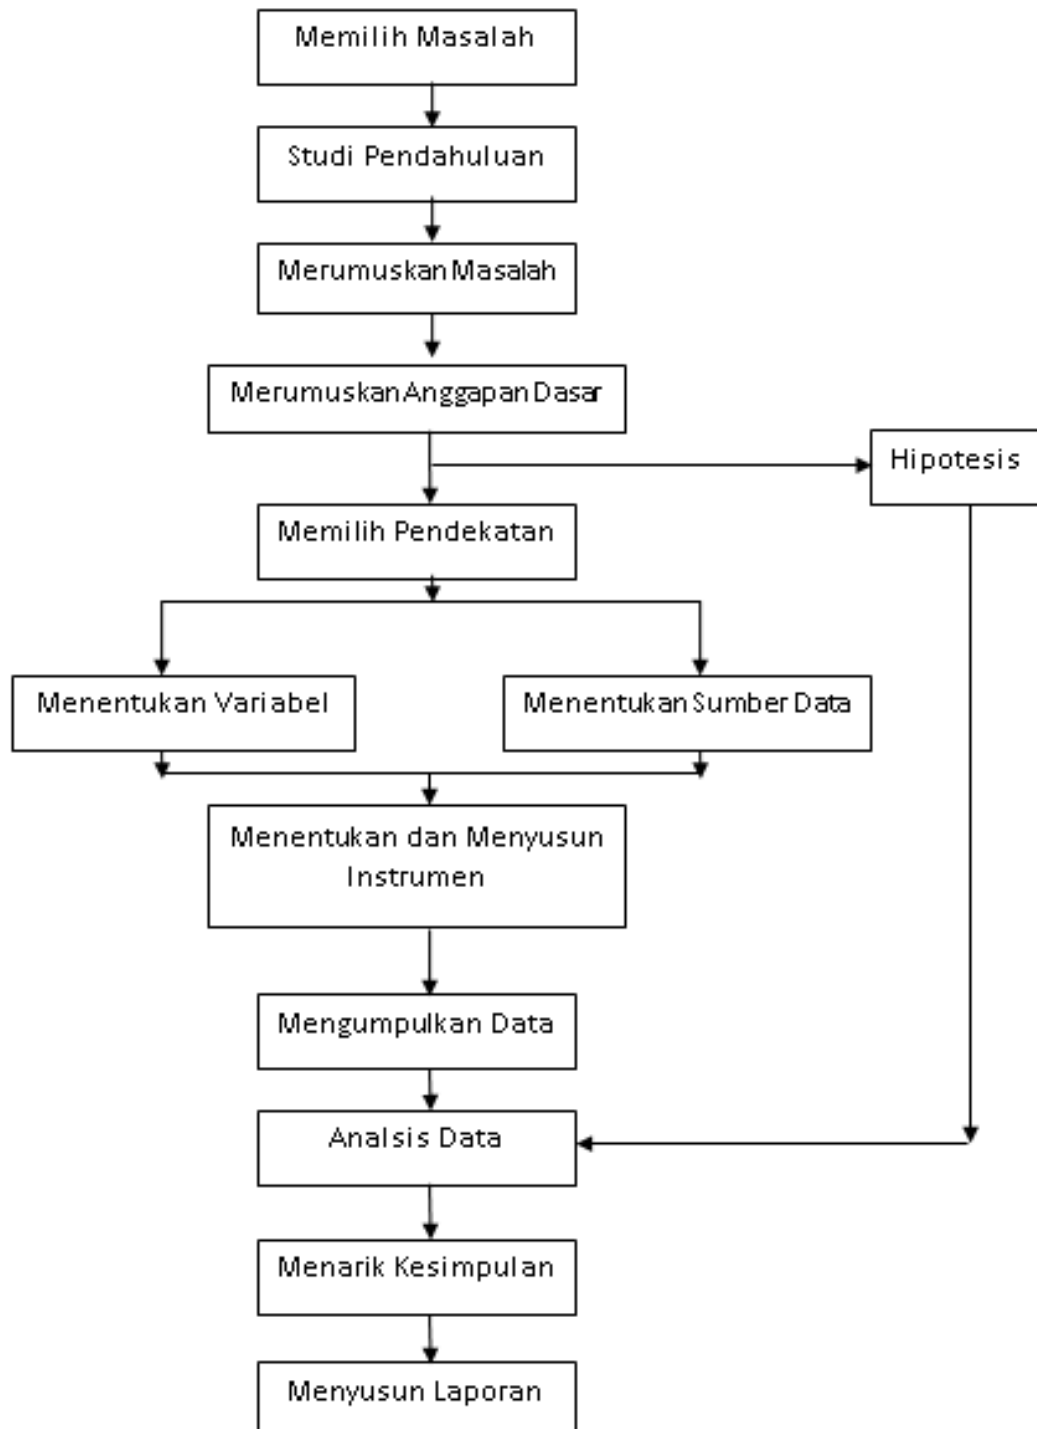 Memilih Masalah
Studi Pendahuluan
Merumuskan Masalah
Merumuskan Anggapan Dasar
Hipotesis
Memilih Pendekatan
Menentukan Variabel
Menentukan Sumber Data
Menentukan dan Menyusun
Instrumen
Mengumpulkan Data
Analsis Data
Menarik Kesimpulan
Menyusun Laporan